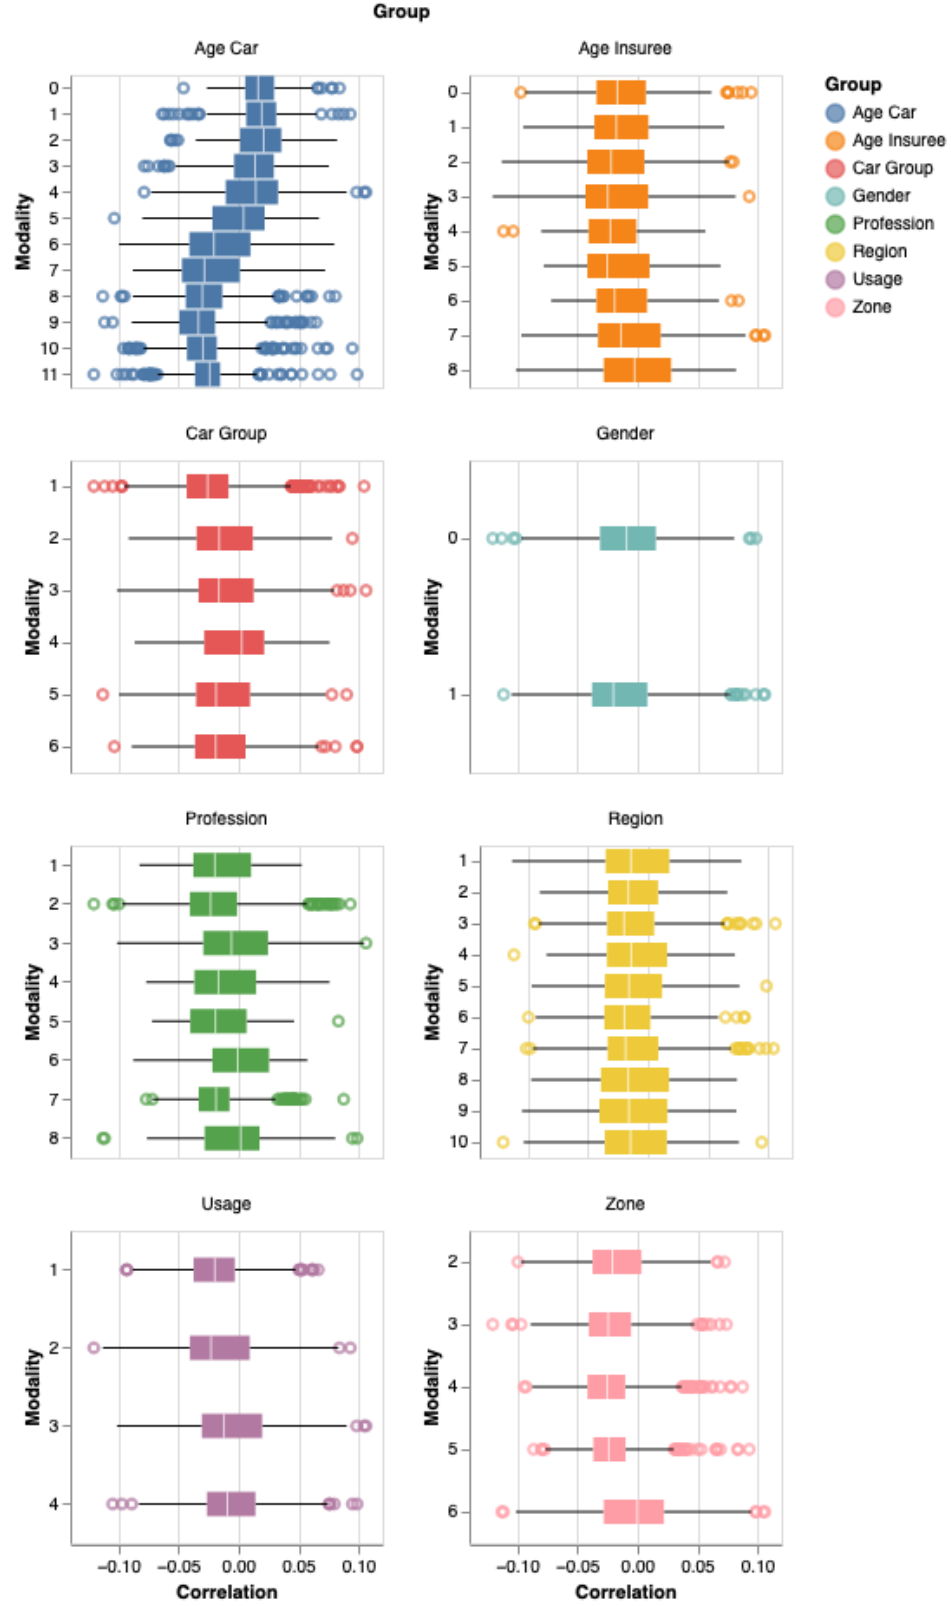 Group
Age Car
Modality
0
1
2
3
4
5
6
7
8
9
10
11
Age Insuree
Modality
0
1
2
3
4
5
6
7
8
Group
Age Car
Age Insuree
Car Group
Gender
Profession
Region
Usage
Zone
Car Group
Modality
1
2
3
4
5
6
Gender
Modality
0
1
Profession
Modality
1
2
3
4
5
6
7
8
Region
Modality
1
2
3
4
5
6
7
8
9
10
Usage
Modality
1
2
3
4
−0.10 −0.05 0.00 0.05 0.10
Correlation
Zone
Modality
2
3
4
5
6
−0.10 −0.05 0.00 0.05 0.10
Correlation